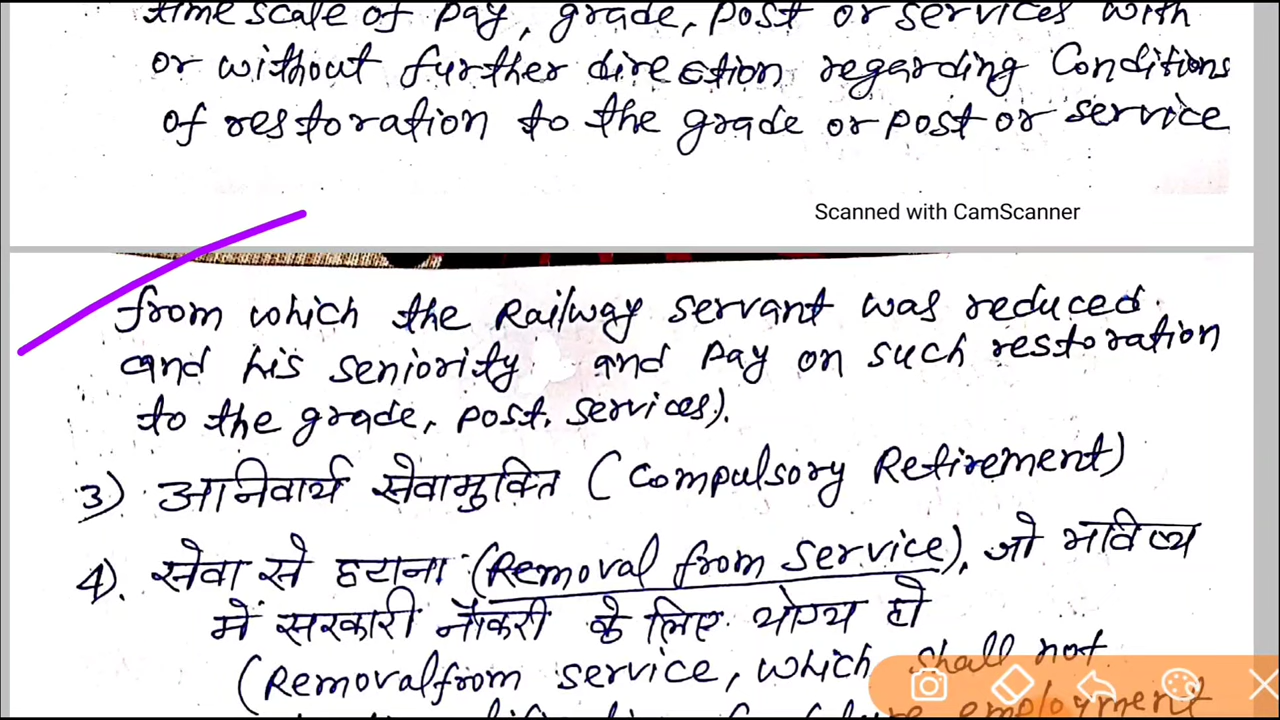 time scale of pay, grade, post or services with
or without further direction regarding Conditions
of restoration to the grade or post or service
Scanned with CamScanner
from which the Railway servant was reduced.
and his seniority and pay on such restoration
to the grade, post. services).
3) अनिवार्य सेवामुक्ति (Compulsory Retirement)
4). सेवा से हटाना (Removal from service), जो भविष्य
में सरकारी नौकरी के लिए योग्य हो
(Removal from service, which shall not
employment